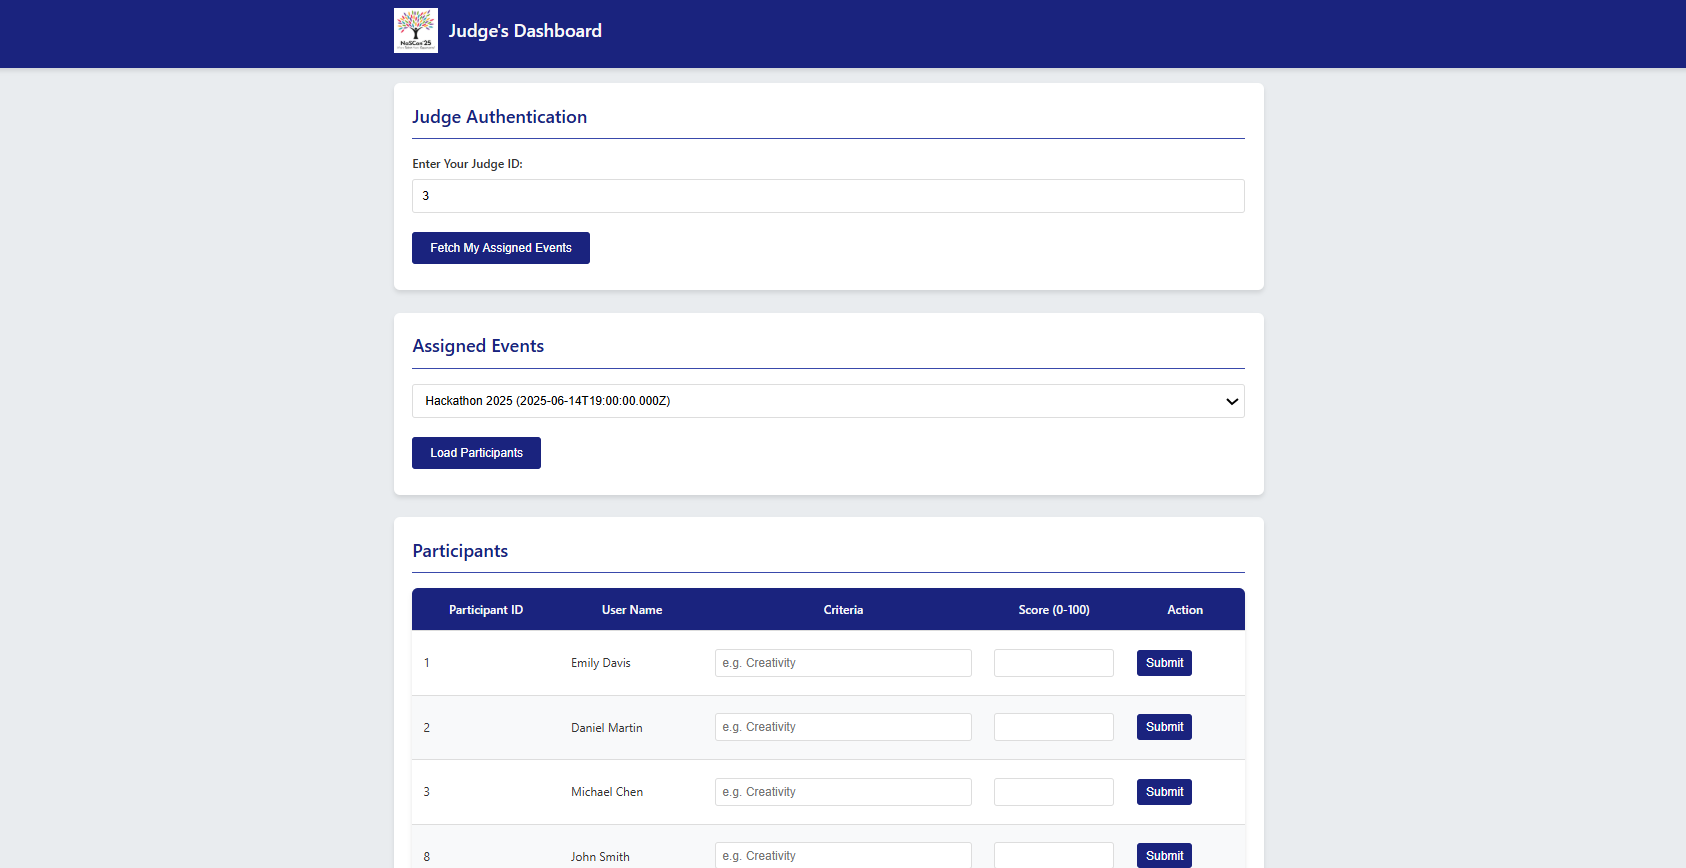 NaSCon'25
Judge's Dashboard
Judge Authentication
Enter Your Judge ID:
3
Fetch My Assigned Events
Assigned Events
Hackathon 2025 (2025-06-14T19:00:00.000Z)
Load Participants
Participants
Participant ID User Name Criteria Score (0-100) Action
1 Emily Davis e.g. Creativity Submit
2 Daniel Martin e.g. Creativity Submit
3 Michael Chen e.g. Creativity Submit
8 John Smith e.g. Creativity Submit